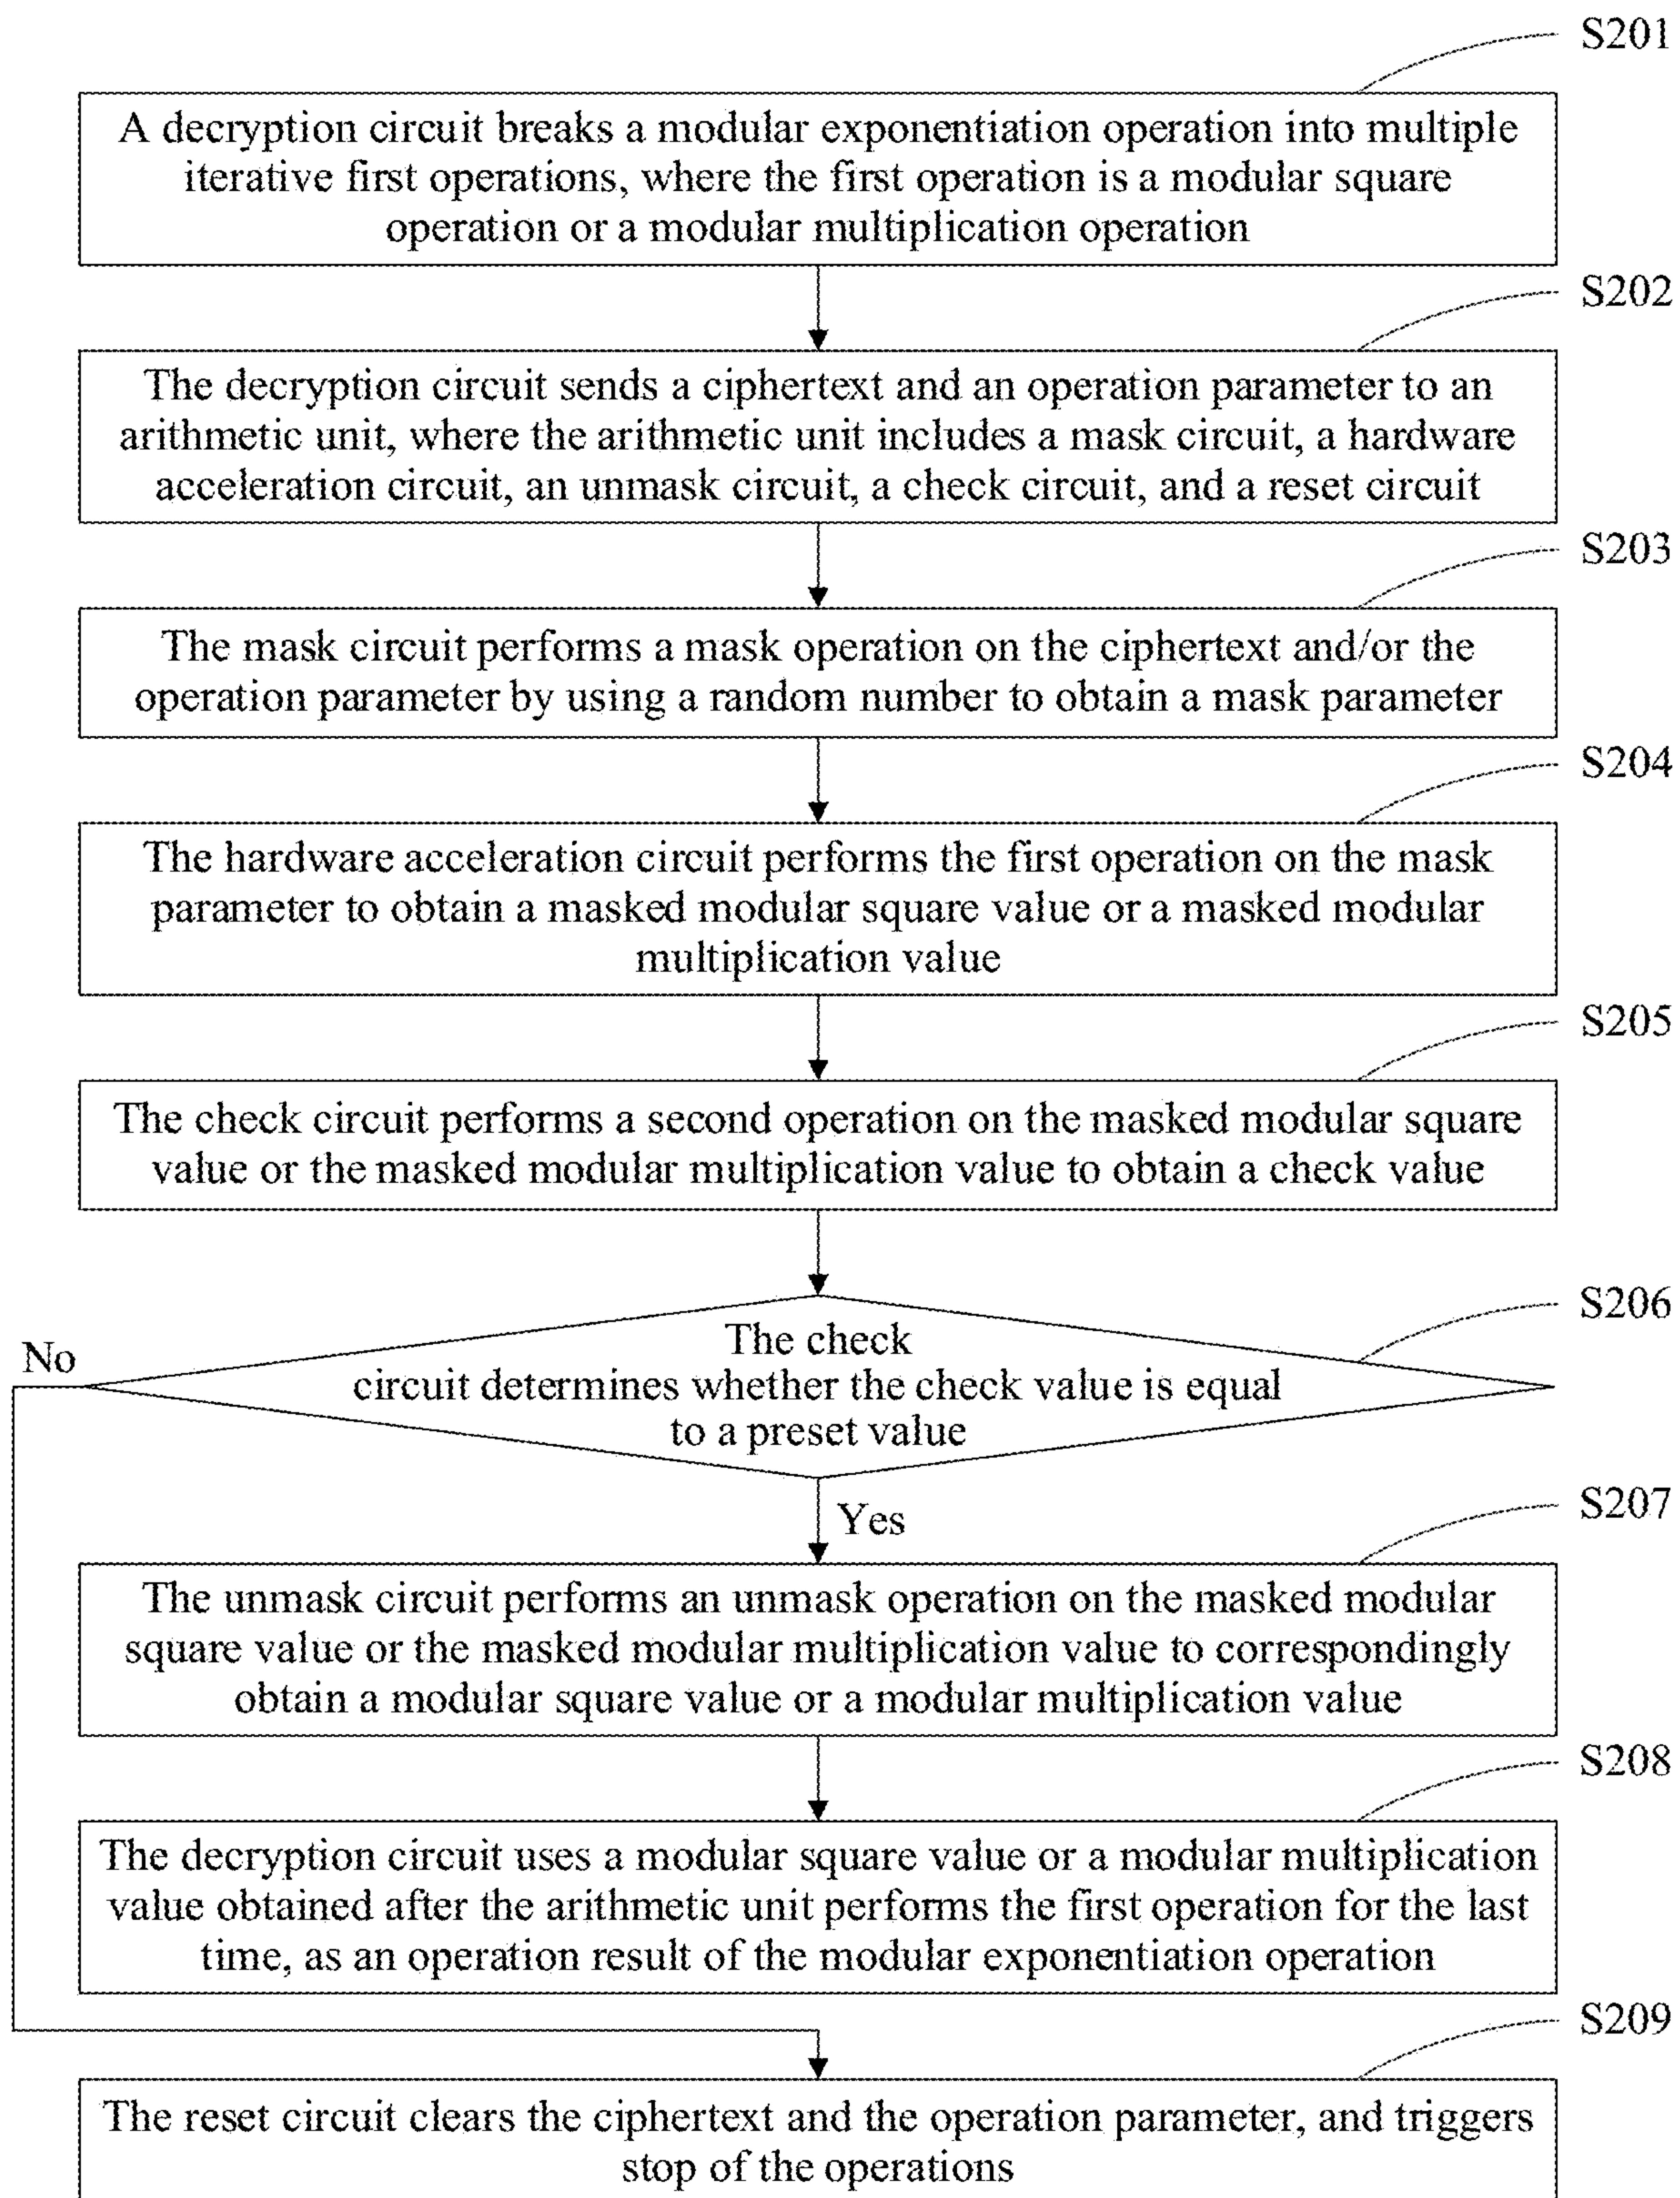 S201
A decryption circuit breaks a modular exponentiation operation into multiple
iterative first operations, where the first operation is a modular square
operation or a modular multiplication operation
S202
The decryption circuit sends a ciphertext and an operation parameter to an
arithmetic unit, where the arithmetic unit includes a mask circuit, a hardware
acceleration circuit, an unmask circuit, a check circuit, and a reset circuit
S203
The mask circuit performs a mask operation on the ciphertext and/or the
operation parameter by using a random number to obtain a mask parameter
S204
The hardware acceleration circuit performs the first operation on the mask
parameter to obtain a masked modular square value or a masked modular
multiplication value
S205
The check circuit performs a second operation on the masked modular square
value or the masked modular multiplication value to obtain a check value
S206
The check
circuit determines whether the check value is equal
to a preset value
No
Yes
S207
The unmask circuit performs an unmask operation on the masked modular
square value or the masked modular multiplication value to correspondingly
obtain a modular square value or a modular multiplication value
S208
The decryption circuit uses a modular square value or a modular multiplication
value obtained after the arithmetic unit performs the first operation for the last
time, as an operation result of the modular exponentiation operation
S209
The reset circuit clears the ciphertext and the operation parameter, and triggers
stop of the operations